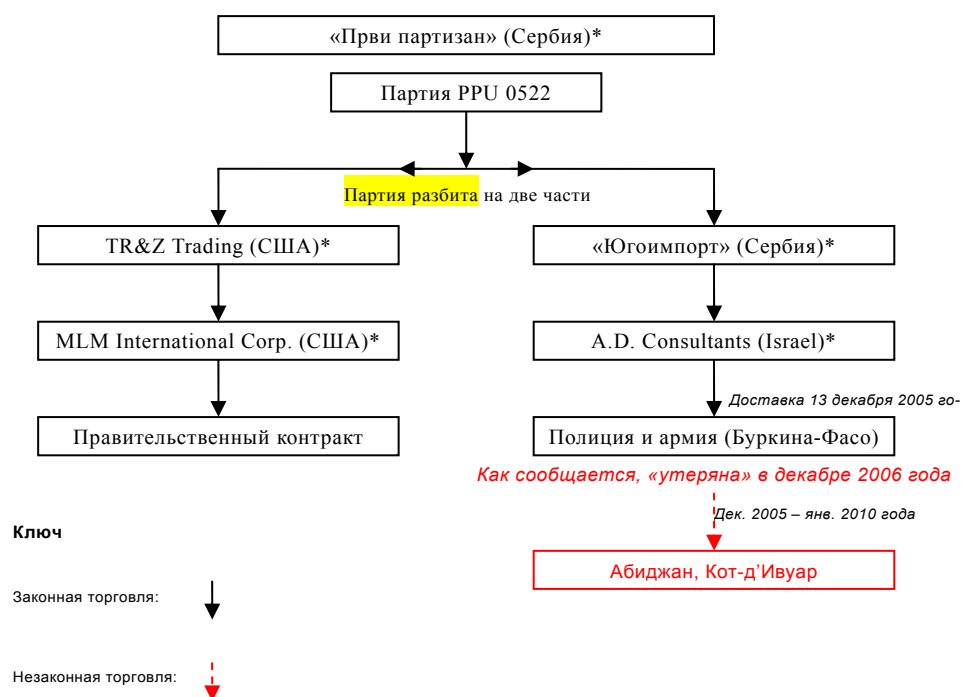 «Први партизан» (Сербия)*
Партия PPU 0522
Партия разбита на две части
TR&Z Trading (США)*
«Югоимпорт» (Сербия)*
MLM International Corp. (США)*
A.D. Consultants (Israel)*
Доставка 13 декабря 2005 го-
Правительственный контракт
Полиция и армия (Буркина-Фасо)
Как сообщается, «утеряна» в декабре 2006 года
Дек. 2005 – янв. 2010 года
Ключ
Абиджан, Кот-д’Ивуар
Законная торговля:
Незаконная торговля: